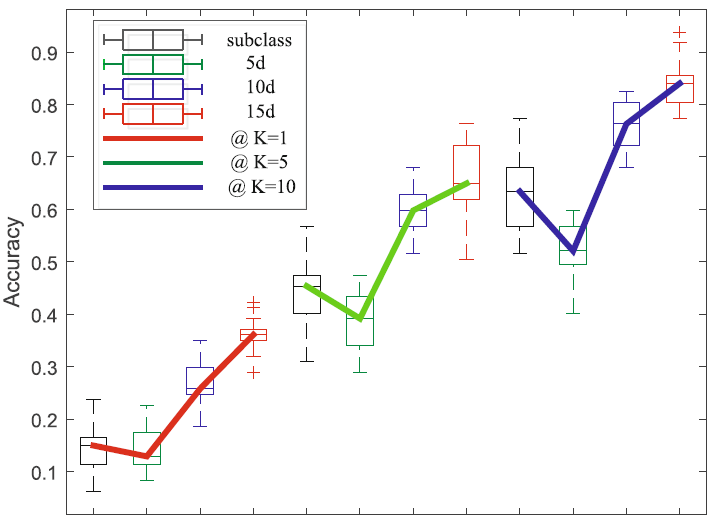 subclass
5d
10d
15d
@ K=1
@ K=5
@ K=10
Accuracy
0.9
0.8
0.7
0.6
0.5
0.4
0.3
0.2
0.1